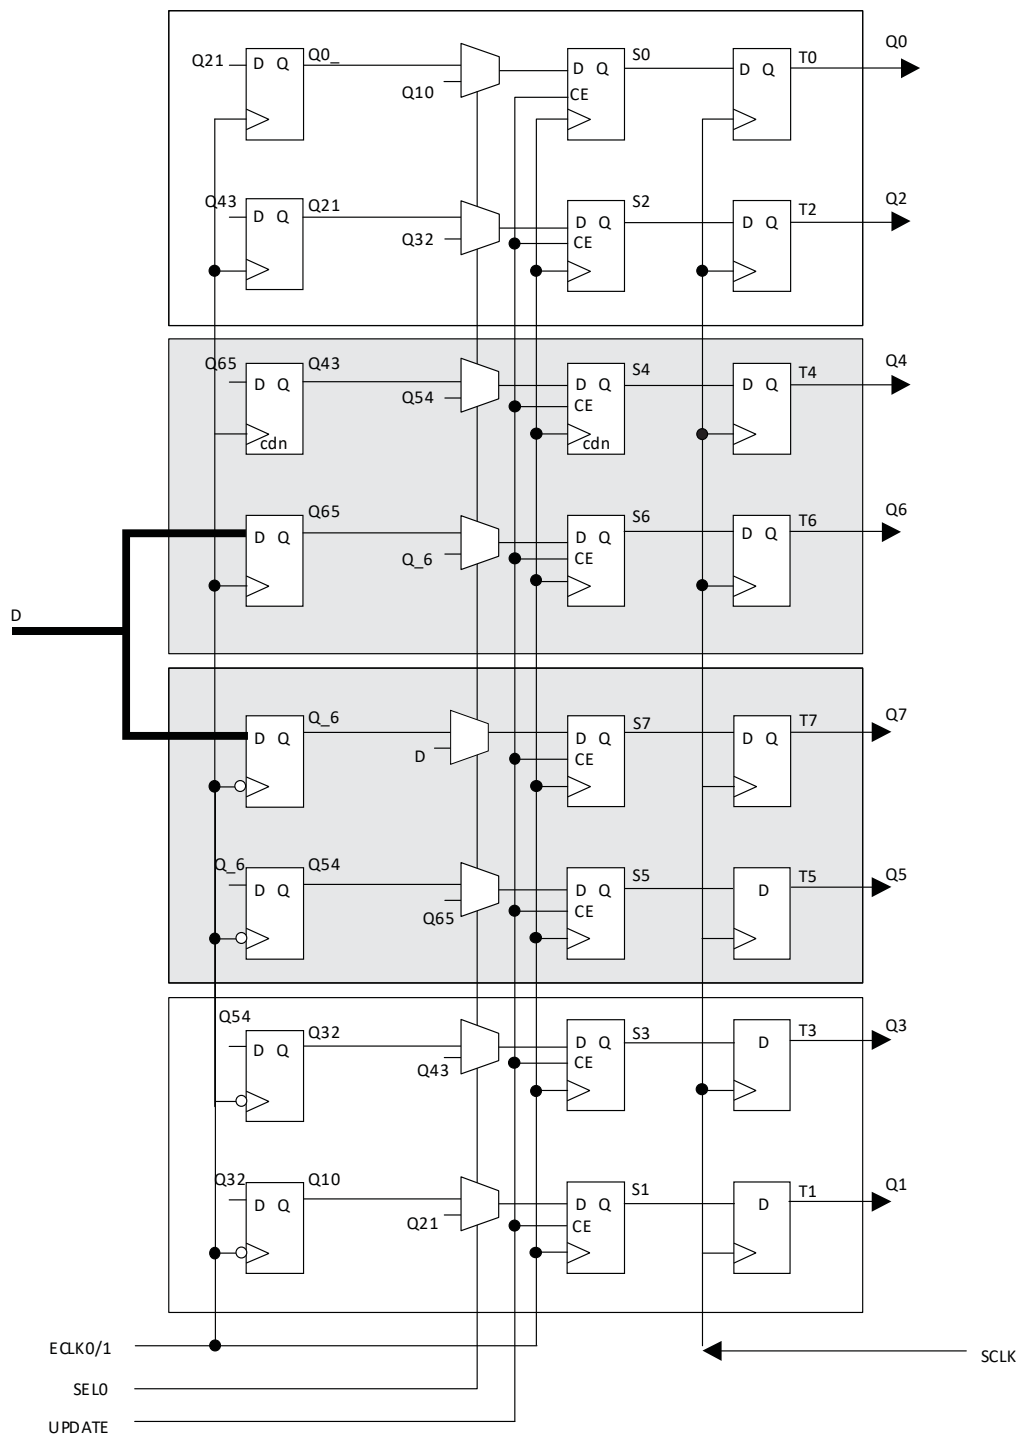 Q0
Q21 D Q Q0_ D Q S0 D Q T0
Q10 CE
Q2
Q43 D Q Q21 D Q S2 D Q T2
Q32 CE
Q4
Q65 D Q Q43 D Q S4 D Q T4
Q54 CE
cdn cdn
Q6
D Q Q65 D Q S6 D Q T6
Q_6 CE
D
Q7
D Q Q_6 D Q S7 D Q T7
D CE
Q5
Q_6 D Q Q54 D Q S5 D T5
Q65 CE
Q3
Q54 D Q Q32 D Q S3 D T3
Q43 CE
Q1
Q32 D Q Q10 D Q S1 D T1
Q21 CE
ECLK0/1
SCLK
SEL0
UPDATE